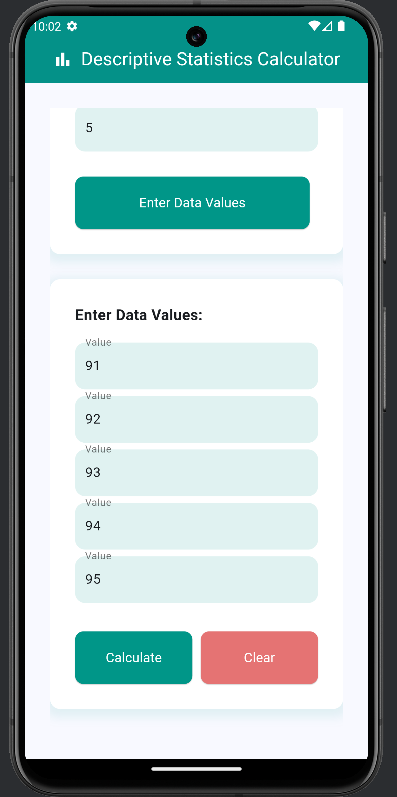 10:02
Descriptive Statistics Calculator
5
Enter Data Values
Enter Data Values:
Value
91
Value
92
Value
93
Value
94
Value
95
Calculate Clear